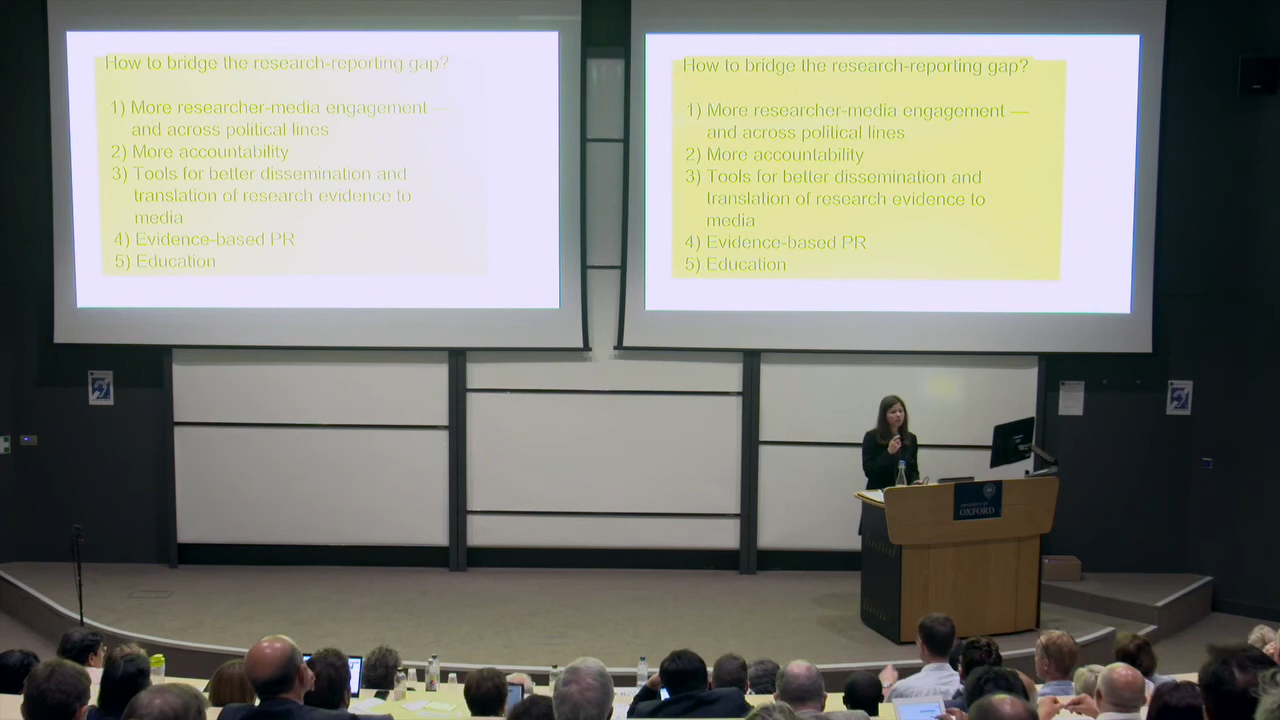 How to bridge the research-reporting gap?
1) More researcher-media engagement —
and across political lines
2) More accountability
3) Tools for better dissemination and
translation of research evidence to
media
4) Evidence-based PR
5) Education
How to bridge the research-reporting gap?
1) More researcher-media engagement —
and across political lines
2) More accountability
3) Tools for better dissemination and
translation of research evidence to
media
4) Evidence-based PR
5) Education
UNIVERSITY OF
OXFORD